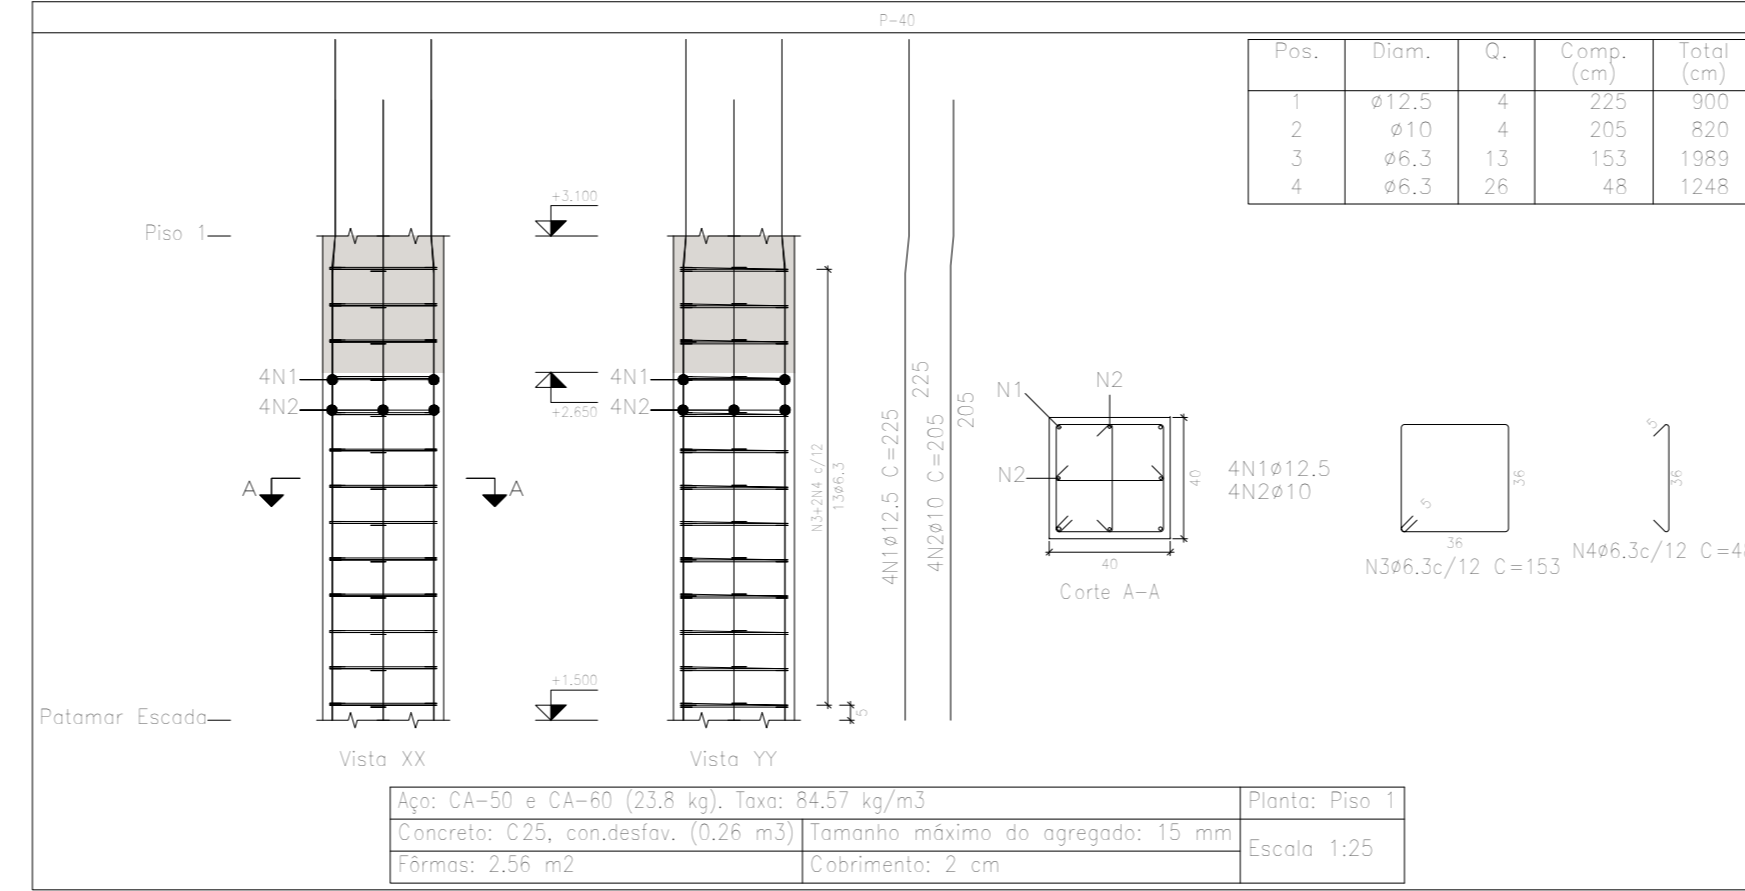 P-40
Pos. Diam. Q. Comp. (cm) Total (cm)
1 ø12.5 4 225 900
2 ø10 4 205 820
3 ø6.3 13 153 1989
4 ø6.3 26 48 1248
+3.100
Piso 1
4N1
4N2
4N1
+2.650
4N2
A
A
N3+2N4 c/12
13ø6.3
4N1ø12.5 C=225
225
4N2ø10 C=205
205
N1
N2
N2
40
40
4N1ø12.5
4N2ø10
Corte A-A
5
36
36
N3ø6.3c/12 C=153
5
36
N4ø6.3c/12 C=48
+1.500
5
Patamar Escada
Vista XX
Vista YY
Aço: CA-50 e CA-60 (23.8 kg). Taxa: 84.57 kg/m3
Planta: Piso 1
Concreto: C25, con.desfav. (0.26 m3)
Tamanho máximo do agregado: 15 mm
Escala 1:25
Fôrmas: 2.56 m2
Cobrimento: 2 cm